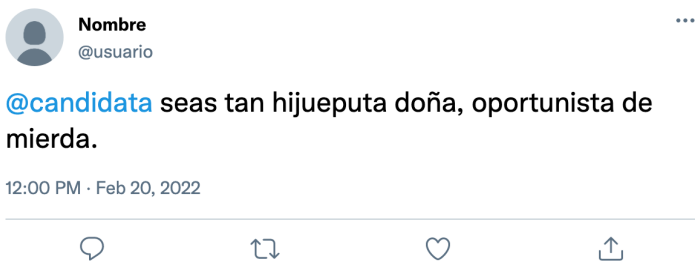 Nombre
@usuario
@candidata seas tan hijueputa doña, oportunista de
mierda.
12:00 PM · Feb 20, 2022